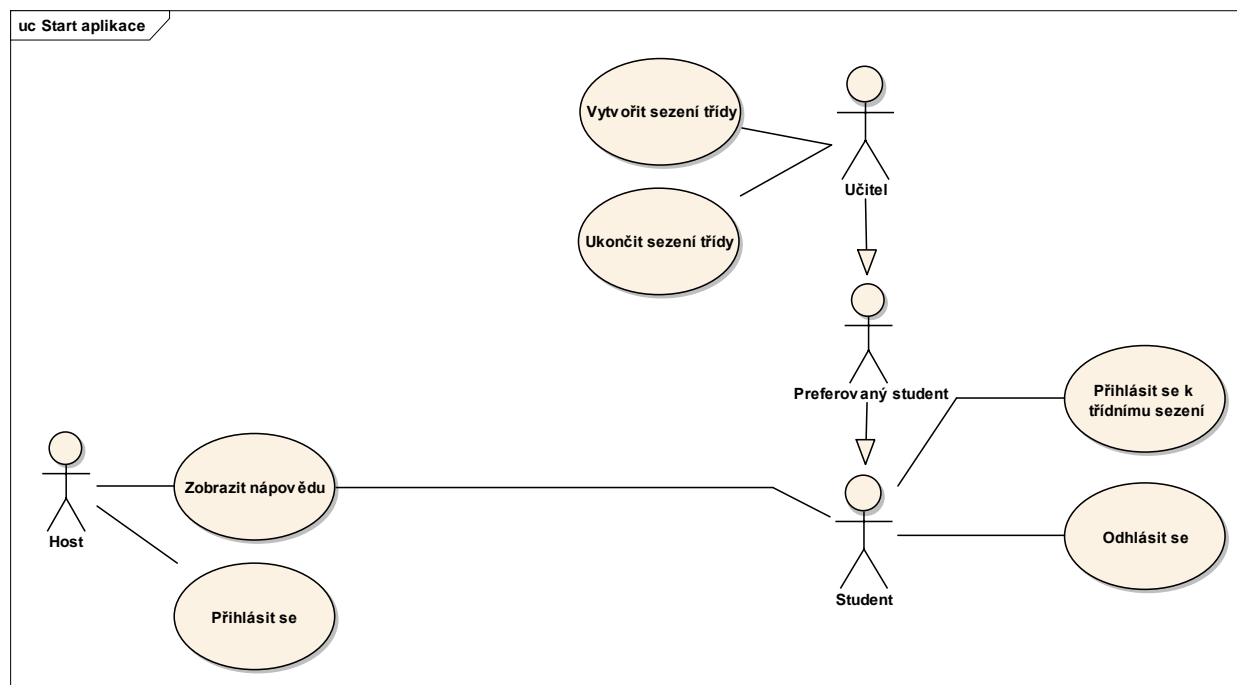 uc Start aplikace
Vytvořit sezení třídy
Učitel
Ukončit sezení třídy
Preferovaný student
Přihlásit se k
třídnímu sezení
Zobrazit nápovědu
Host
Odhlásit se
Student
Přihlásit se